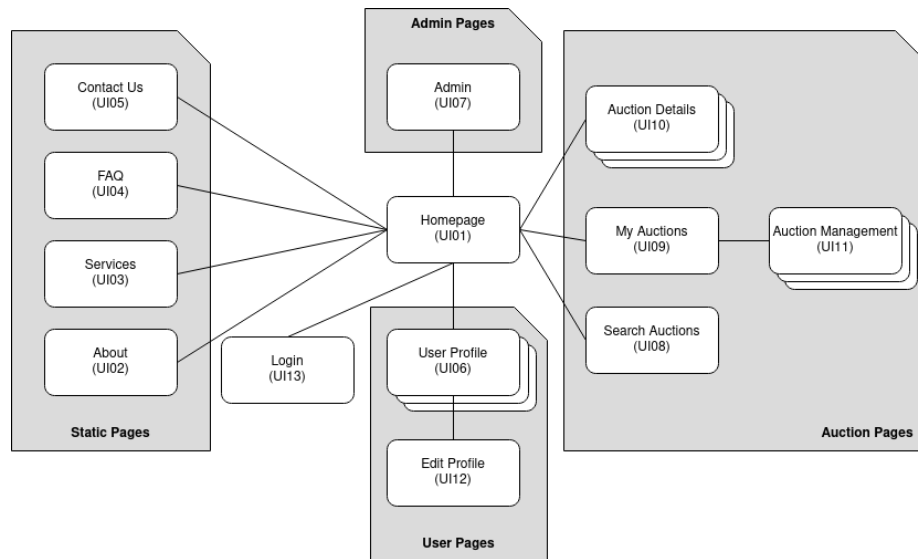 Admin Pages
Contact Us
(UI05)
FAQ
(UI04)
Services
(UI03)
About
(UI02)
Static Pages
Admin
(UI07)
Homepage
(UI01)
Login
(UI13)
User Profile
(UI06)
Edit Profile
(UI12)
User Pages
Auction Details
(UI10)
My Auctions
(UI09)
Auction Management
(UI11)
Search Auctions
(UI08)
Auction Pages